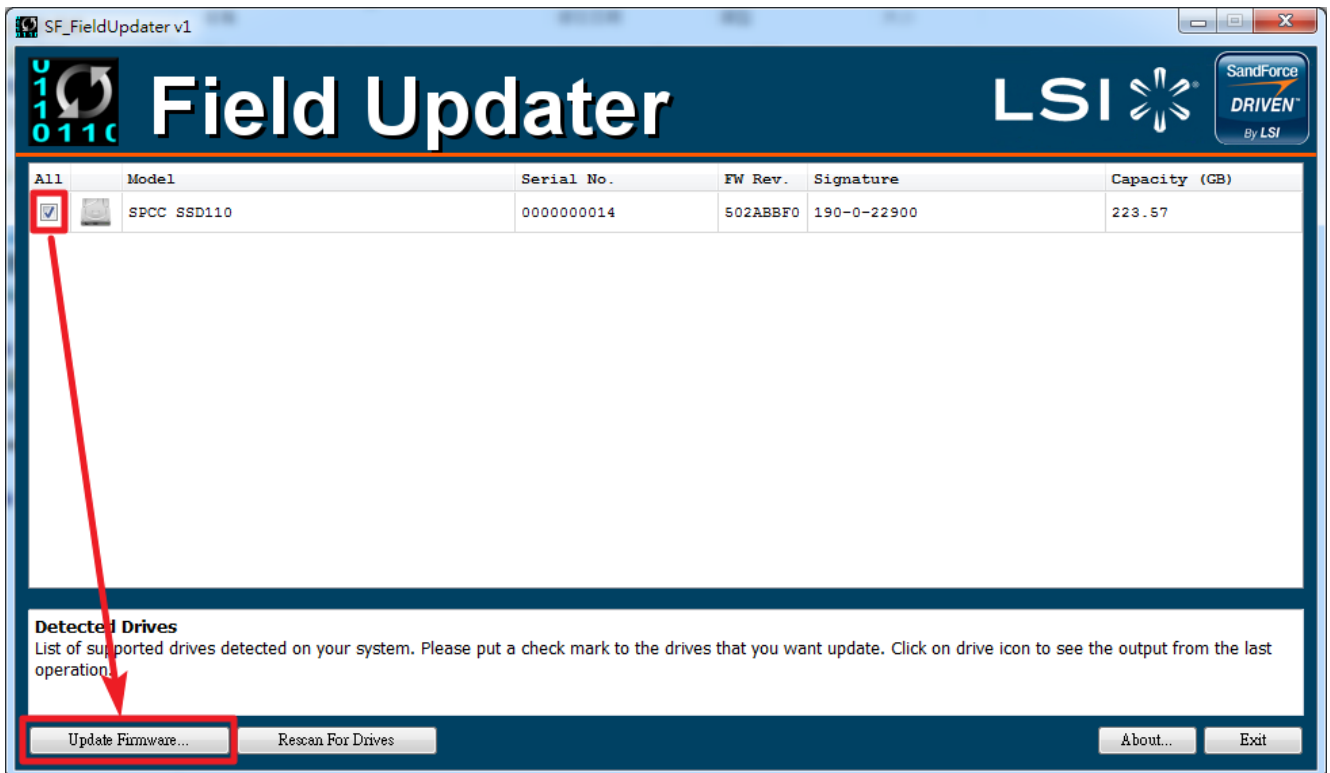 SF_FieldUpdater v1
Field Updater
LSI
SandForce
DRIVEN™
By LSI
All Model Serial No. FW Rev. Signature Capacity (GB)
SPCC SSD110 0000000014 502ABBF0 190-0-22900 223.57
Detected Drives
List of supported drives detected on your system. Please put a check mark to the drives that you want update. Click on drive icon to see the output from the last
operation.
Update Firmware... Rescan For Drives About... Exit